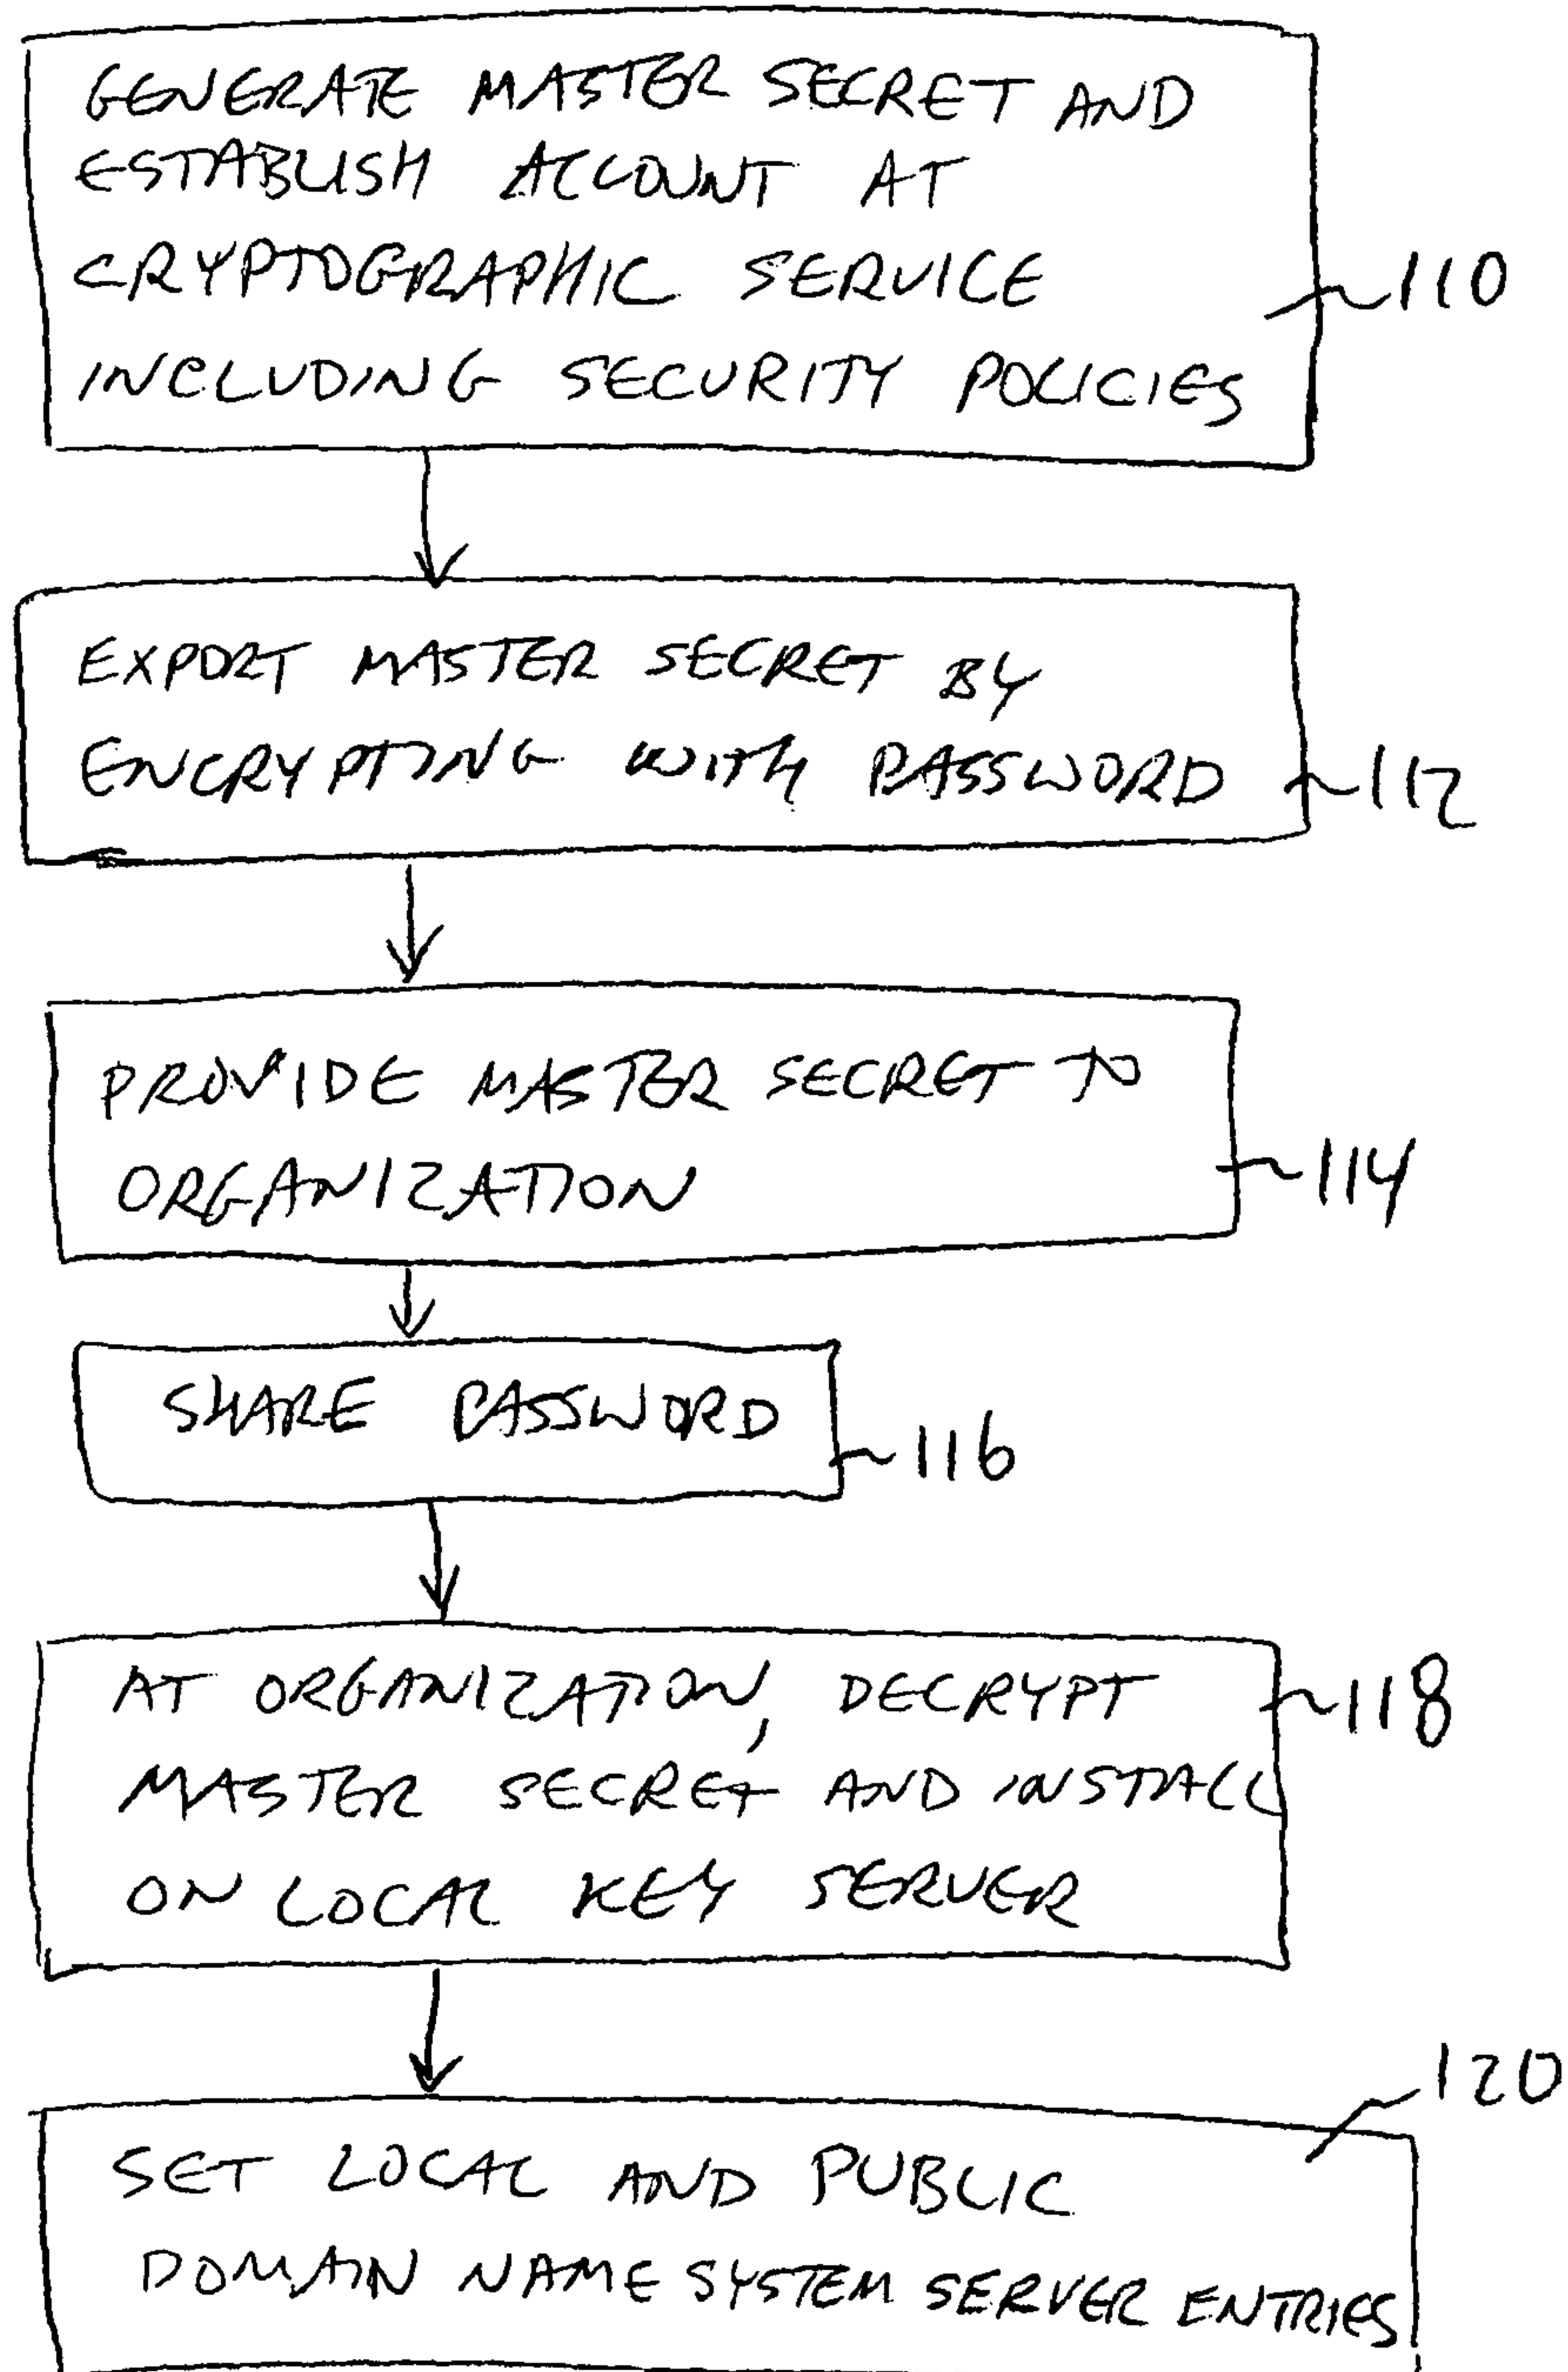 GENERATE MASTER SECRET AND
ESTABLISH ACCOUNT AT
CRYPTOGRAPHIC SERVICE
INCLUDING SECURITY POLICIES
110
EXPORT MASTER SECRET BY
ENCRYPTING WITH PASSWORD
112
PROVIDE MASTER SECRET TO
ORGANIZATION
114
SHARE PASSWORD
116
AT ORGANIZATION, DECRYPT
118
MASTER SECRET AND INSTALL
ON LOCAL KEY SERVER
120
SET LOCAL AND PUBLIC
DOMAIN NAME SYSTEM SERVER ENTRIES